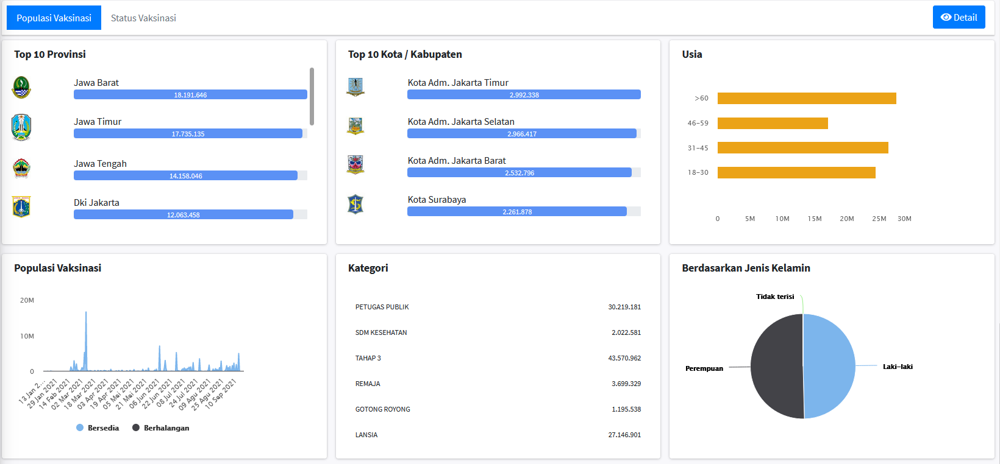 Populasi Vaksinasi
Status Vaksinasi
Detail
Top 10 Provinsi
Jawa Barat
18.191.646
Jawa Timur
17.735.135
Jawa Tengah
14.158.046
Dki Jakarta
12.063.458
Top 10 Kota / Kabupaten
Kota Adm. Jakarta Timur
2.992.338
Kota Adm. Jakarta Selatan
2.966.417
Kota Adm. Jakarta Barat
2.532.796
Kota Surabaya
2.261.878
Usia
>60
46-59
31-45
18-30
0 5M 10M 15M 20M 25M 30M
Populasi Vaksinasi
20M
10M
0
13 Jan 2...
29 Jan 2021
14 Feb 2021
02 Mar 2021
18 Mar 2021
03 Apr 2021
19 Apr 2021
05 Mei 2021
21 Mei 2021
06 Jun 2021
22 Jun 2021
08 Jul 2021
24 Jul 2021
09 Agu 2021
25 Agu 2021
10 Sep 2021
Bersedia
Berhalangan
Kategori
PETUGAS PUBLIK 30.219.181
SDM KESEHATAN 2.022.581
TAHAP 3 43.570.962
REMAJA 3.699.329
GOTONG ROYONG 1.195.538
LANSIA 27.146.901
Berdasarkan Jenis Kelamin
Tidak terisi
Perempuan
Laki-laki